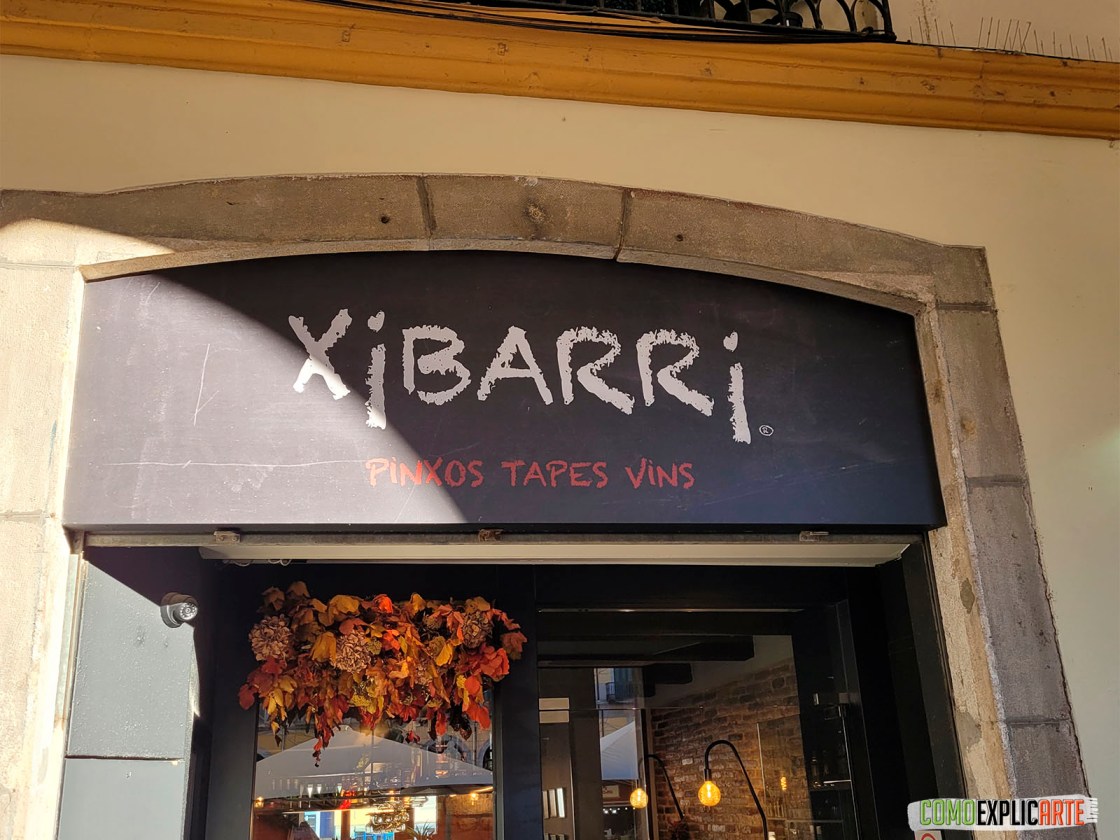 XiBARRi ®
PiNXOS TAPES ViNS
COMOEXPLICARTE